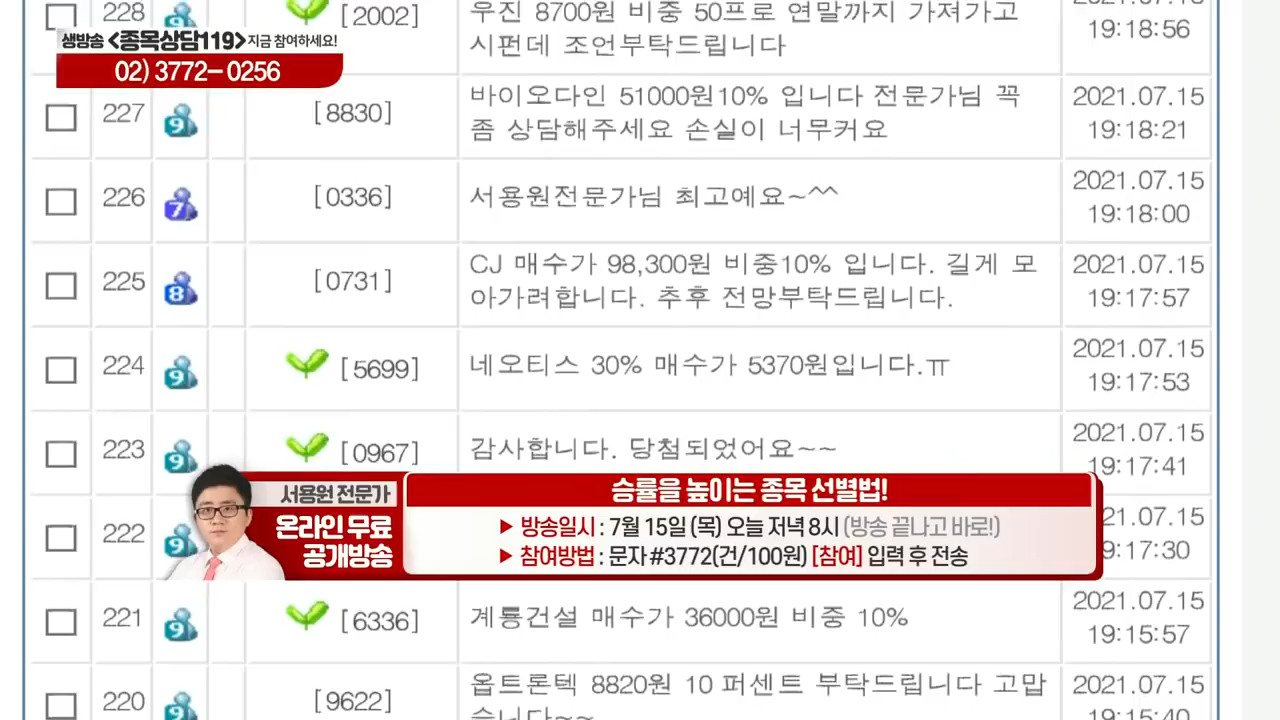 228 [2002] 우진 8700원 비중 50프로 연말까지 가져가고
시펀데 조언부탁드립니다
19:18:56
생방송 <종목상담119> 지금 참여하세요!
02) 3772-0256
227 9 [8830] 바이오다인 51000원10% 입니다 전문가님 꼭 2021.07.15
좀 상담해주세요 손실이 너무커요 19:18:21
226 7 [0336] 서용원전문가님 최고예요~^^ 2021.07.15
19:18:00
225 8 [0731] CJ 매수가 98,300원 비중10% 입니다. 길게 모 2021.07.15
아가려합니다. 추후 전망부탁드립니다. 19:17:57
224 9 [5699] 네오티스 30% 매수가 5370원입니다.ㅠ 2021.07.15
19:17:53
223 9 [0967] 감사합니다. 당첨되었어요~~ 2021.07.15
19:17:41
서용원 전문가
온라인 무료
공개방송
승률을 높이는 종목 선별법!
▶ 방송일시 : 7월 15일 (목) 오늘 저녁 8시 (방송 끝나고 바로!)
▶ 참여방법 : 문자 #3772(건/100원) [참여] 입력 후 전송
222 9
221 9 [6336] 계룡건설 매수가 36000원 비중 10% 2021.07.15
19:15:57
220 9 [9622] 옵트론텍 8820원 10 퍼센트 부탁드립니다 고맙 2021.07.15
습니다~~ 19:15:40